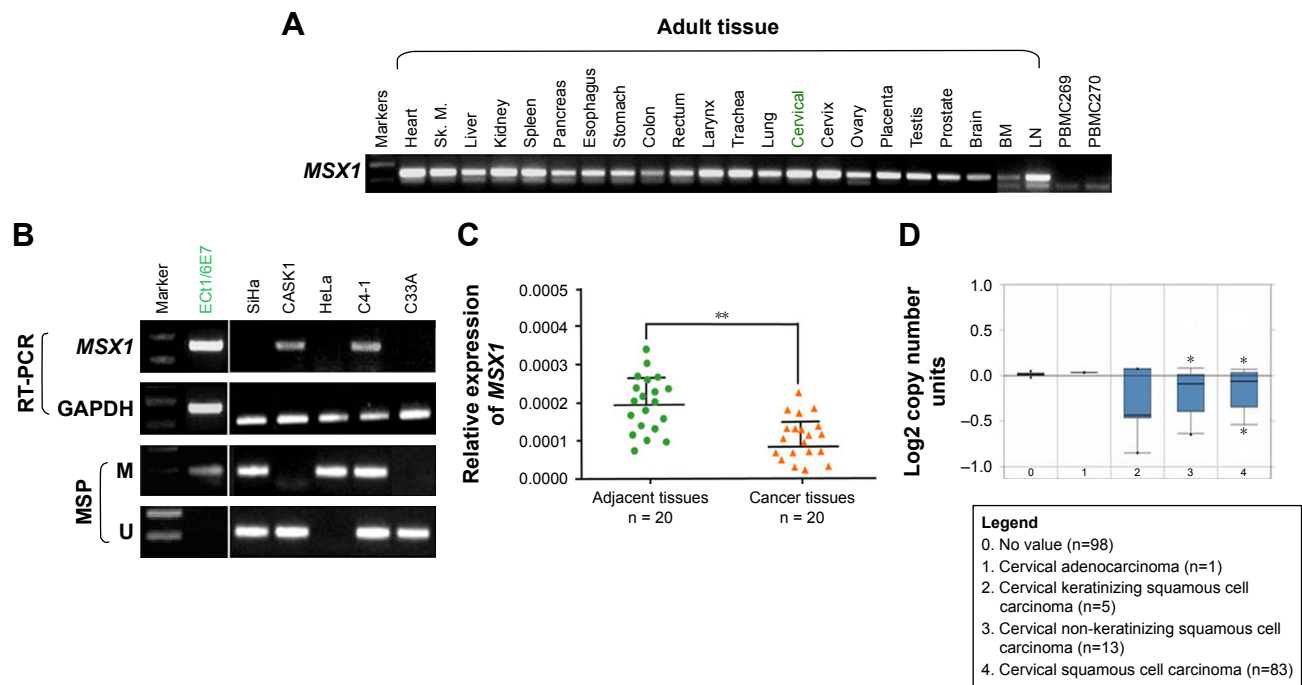 A
Adult tissue
Markers
Heart
Sk. M.
Liver
Kidney
Spleen
Pancreas
Esophagus
Stomach
Colon
Rectum
Larynx
Trachea
Lung
Cervical
Cervix
Ovary
Placenta
Testis
Prostate
Brain
BM
LN
PBMC269
PBMC270
MSX1
B
Marker
ECt1/6E7
SiHa
CASK1
HeLa
C4-1
C33A
RT-PCR
MSX1
GAPDH
MSP
M
U
C
Relative expression
of MSX1
0.0005
0.0004
0.0003
0.0002
0.0001
0.0000
**
Adjacent tissues
n = 20
Cancer tissues
n = 20
D
Log2 copy number
units
1.0
0.5
0.0
–0.5
–1.0
* *
*
0 1 2 3 4
Legend
0. No value (n=98)
1. Cervical adenocarcinoma (n=1)
2. Cervical keratinizing squamous cell
carcinoma (n=5)
3. Cervical non-keratinizing squamous cell
carcinoma (n=13)
4. Cervical squamous cell carcinoma (n=83)